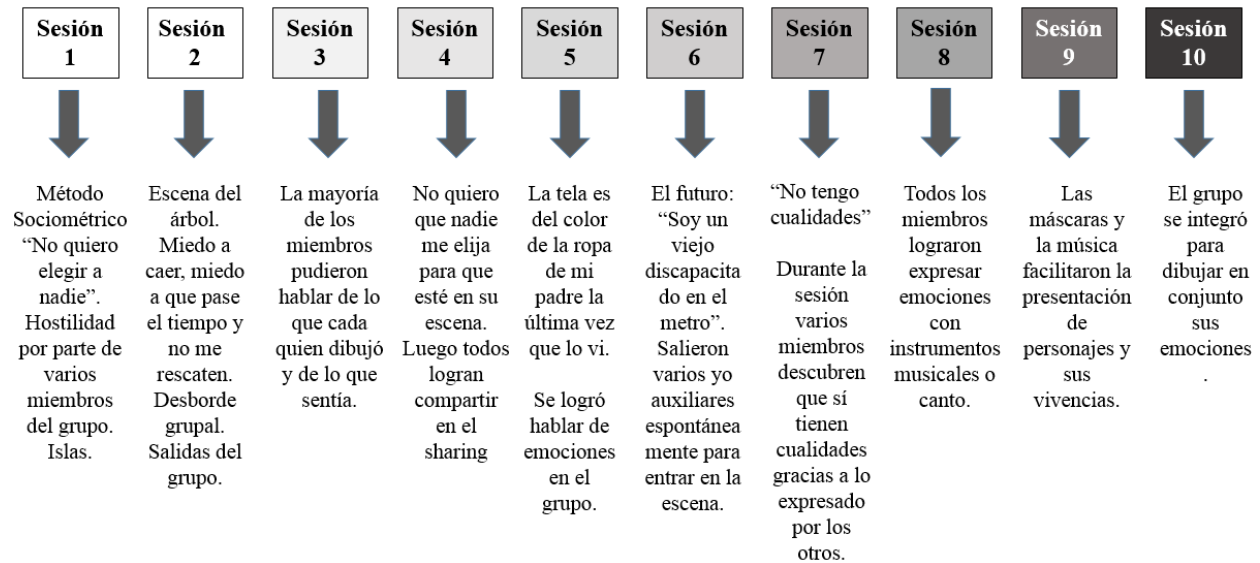 Sesión
1
Sesión
2
Sesión
3
Sesión
4
Sesión
5
Sesión
6
Sesión
7
Sesión
8
Sesión
9
Sesión
10
Método
Sociométrico
“No quiero
elegir a
nadie”.
Hostilidad
por parte de
varios
miembros
del grupo.
Islas.
Escena del
árbol.
Miedo a
caer, miedo
a que pase
el tiempo y
no me
rescaten.
Desborde
grupal.
Salidas del
grupo.
La mayoría
de los
miembros
pudieron
hablar de lo
que cada
quien dibujó
y de lo que
sentía.
No quiero
que nadie
me elija
para que
esté en su
escena.
Luego todos
logran
compartir
en el
sharing
La tela es
del color
de la ropa
de mi
padre la
última vez
que lo vi.
Se logró
hablar de
emociones
en el
grupo.
El futuro:
“Soy un
viejo
discapacita
do en el
metro”.
Salieron
varios yo
auxiliares
espontánea
mente para
entrar en la
escena.
“No tengo
cualidades”
Durante la
sesión
varios
miembros
descubren
que sí
tienen
cualidades
gracias a lo
expresado
por los
otros.
Todos los
miembros
lograron
expresar
emociones
con
instrumentos
musicales o
canto.
Las
máscaras y
la música
facilitaron la
presentación
de
personajes y
sus
vivencias.
El grupo
se integró
para
dibujar en
conjunto
sus
emociones
.